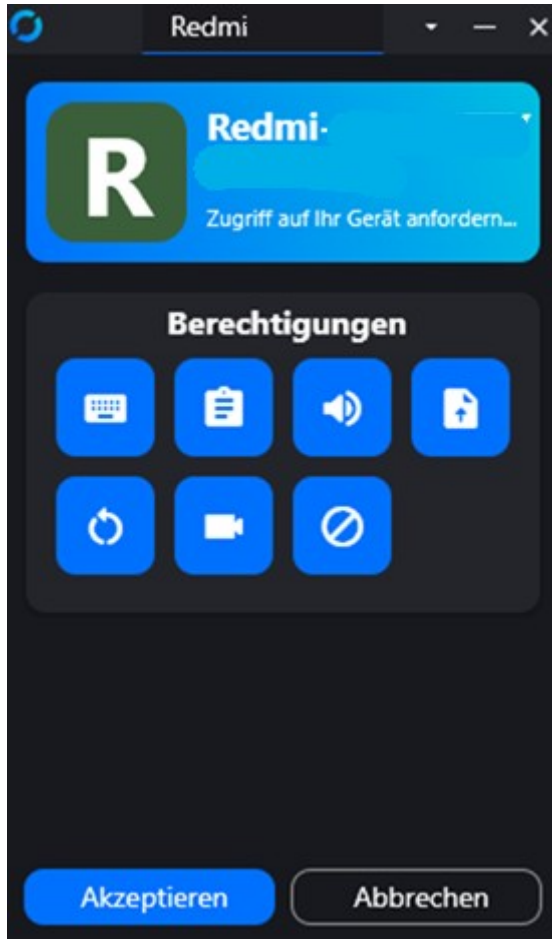 Redmi
R
Redmi-
Zugriff auf Ihr Gerät anfordern...
Berechtigungen
Akzeptieren
Abbrechen